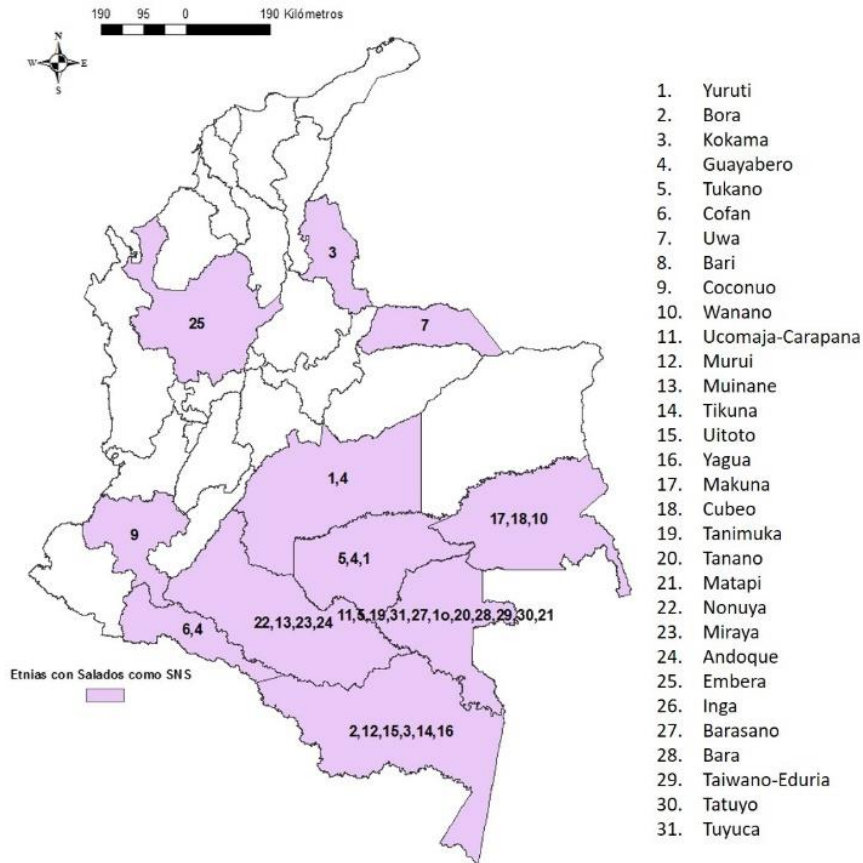 190 95 0 190 Kilómetros
N
W E
S
3
25
7
1,4
17,18,10
9
5,4,1
11,5,19,31,27,1o,20,28,29,30,21
22,13,23,24
6,4
Etnias con Salados como SNS
2,12,15,3,14,16
1. Yuruti
2. Bora
3. Kokama
4. Guayabero
5. Tukano
6. Cofan
7. Uwa
8. Bari
9. Coconuo
10. Wanano
11. Ucomaja-Carapana
12. Murui
13. Muinane
14. Tikuna
15. Uitoto
16. Yagua
17. Makuna
18. Cubeo
19. Tanimuka
20. Tanano
21. Matapi
22. Nonuya
23. Miraya
24. Andoque
25. Embera
26. Inga
27. Barasano
28. Bara
29. Taiwano-Eduria
30. Tatuyo
31. Tuyuca